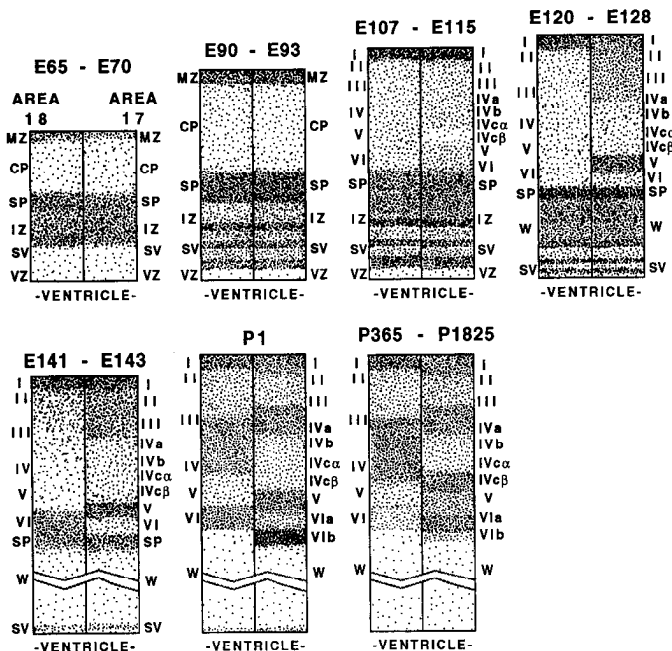 E65 - E70
AREA AREA
18 17
MZ MZ
CP CP
SP SP
IZ IZ
SV SV
VZ VZ
-VENTRICLE-
E90 - E93
MZ MZ
CP CP
SP SP
IZ IZ
SV SV
VZ VZ
-VENTRICLE-
E107 - E115
I I
II II
III III
IVa
IV IVb
IVcα
V IVcβ
V
VI VI
SP SP
IZ IZ
SV SV
VZ VZ
-VENTRICLE-
E120 - E128
I I
II II
III III
IVa
IV IVb
IVcα
V IVcβ
V
VI VI
SP SP
W W
SV SV
-VENTRICLE-
E141 - E143
I I
II II
III III
IVa
IV IVb
IVcα
V IVcβ
V
VI VI
SP SP
W W
SV SV
-VENTRICLE-
P1
I I
II II
III III
IVa
IVb
IV IVcα
V IVcβ
V
VI VIa
VIb
W W
-VENTRICLE-
P365 - P1825
I I
II II
III III
IVa
IVb
IV IVcα
V IVcβ
V
VI VIa
VIb
W W
-VENTRICLE-